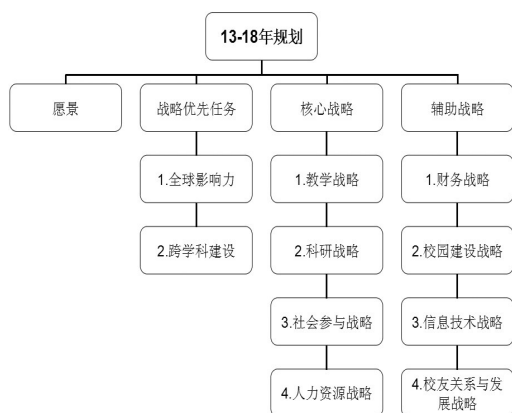 13-18年规划
愿景
战略优先任务
核心战略
辅助战略
1.全球影响力
1.教学战略
1.财务战略
2.跨学科建设
2.科研战略
2.校园建设战略
3.社会参与战略
3.信息技术战略
4.人力资源战略
4.校友关系与发
展战略